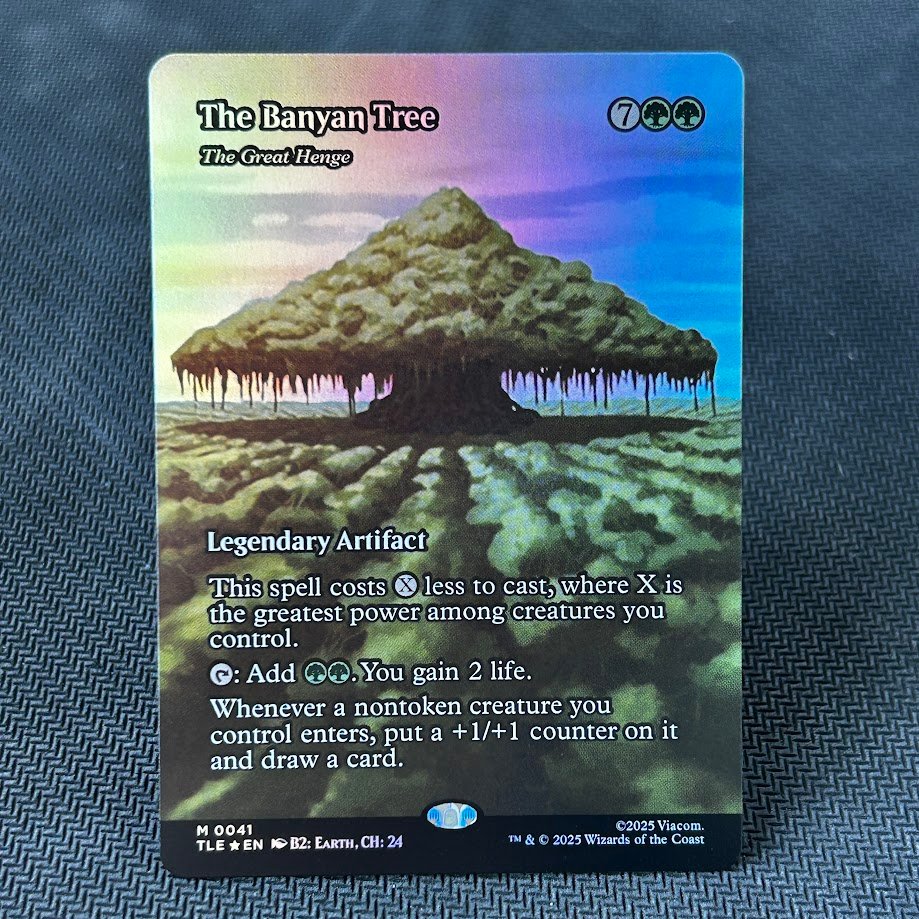 The Banyan Tree 7
The Great Henge
Legendary Artifact
This spell costs X less to cast, where X is
the greatest power among creatures you
control.
: Add . You gain 2 life.
Whenever a nontoken creature you
control enters, put a +1/+1 counter on it
and draw a card.
M 0041
TLE ★ EN B2: Earth, CH: 24
©2025 Viacom.
™ & © 2025 Wizards of the Coast